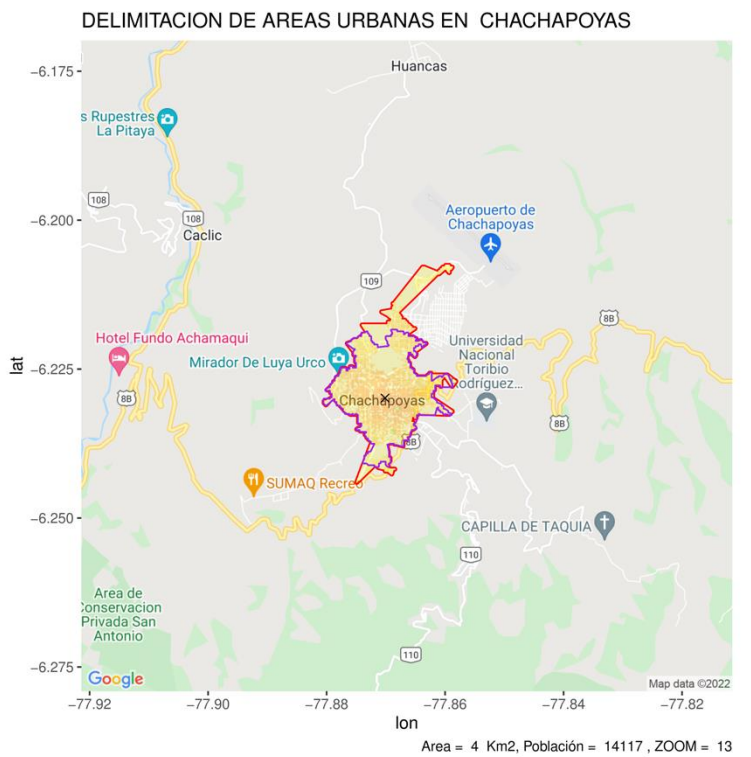 DELIMITACION DE AREAS URBANAS EN  CHACHAPOYAS
−6.175
Huancas
s Rupestres
La Pitaya
108
−6.200
108
Caclic
Aeropuerto de
Chachapoyas
109
8B
Hotel Fundo Achamaqui
Mirador De Luya Urco
Universidad
Nacional
Toribio
Rodríguez...
lat
−6.225
8B
Chachapoyas
8B
8B
SUMAQ Recreo
−6.250
CAPILLA DE TAQUIA
110
Area de
Conservacion
Privada San
Antonio
110
−6.275
Google
Map data ©2022
−77.92
−77.90
−77.88
−77.86
−77.84
−77.82
lon
Area =  4  Km2, Población =  14117 , ZOOM =  13